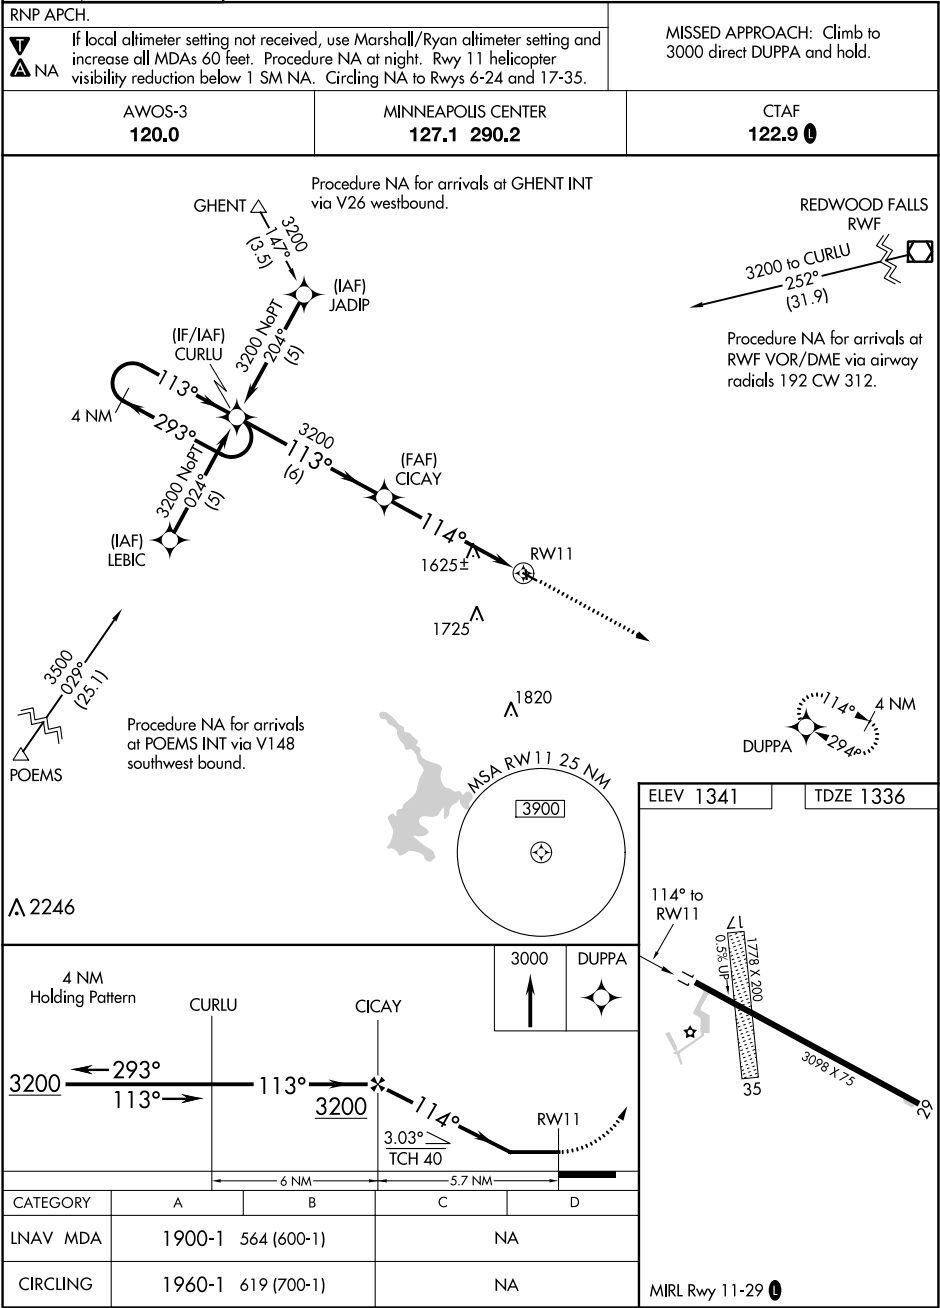 RNP APCH.
T
A NA
If local altimeter setting not received, use Marshall/Ryan altimeter setting and
increase all MDAs 60 feet. Procedure NA at night. Rwy 11 helicopter
visibility reduction below 1 SM NA. Circling NA to Rwys 6-24 and 17-35.
MISSED APPROACH: Climb to
3000 direct DUPPA and hold.
AWOS-3
120.0
MINNEAPOLIS CENTER
127.1 290.2
CTAF
122.9 L
Procedure NA for arrivals at GHENT INT
via V26 westbound.
GHENT
3200
147°
(3.5)
(IAF)
JADIP
REDWOOD FALLS
RWF
3200 to CURLU
252°
(31.9)
Procedure NA for arrivals at
RWF VOR/DME via airway
radials 192 CW 312.
(IF/IAF)
CURLU
3200 NoPT
204°
(5)
113°
4 NM
293°
3200
113°
(6)
(FAF)
CICAY
3200 NoPT
024°
(5)
(IAF)
LEBIC
114°
1625±
RW11
1725
3500
029°
(25.1)
POEMS
Procedure NA for arrivals
at POEMS INT via V148
southwest bound.
1820
114°
4 NM
294°
DUPPA
MSA RW11 25 NM
3900
2246
ELEV 1341
TDZE 1336
114° to
RW11
17
0.5% UP
1778 X 200
3098 X 75
35
29
MIRL Rwy 11-29 L
4 NM
Holding Pattern
CURLU
CICAY
3000
DUPPA
3200
293°
113°
113°
3200
114°
3.03°
TCH 40
RW11
6 NM
5.7 NM
CATEGORY A B C D
LNAV MDA 1900-1 564 (600-1) NA
CIRCLING 1960-1 619 (700-1) NA